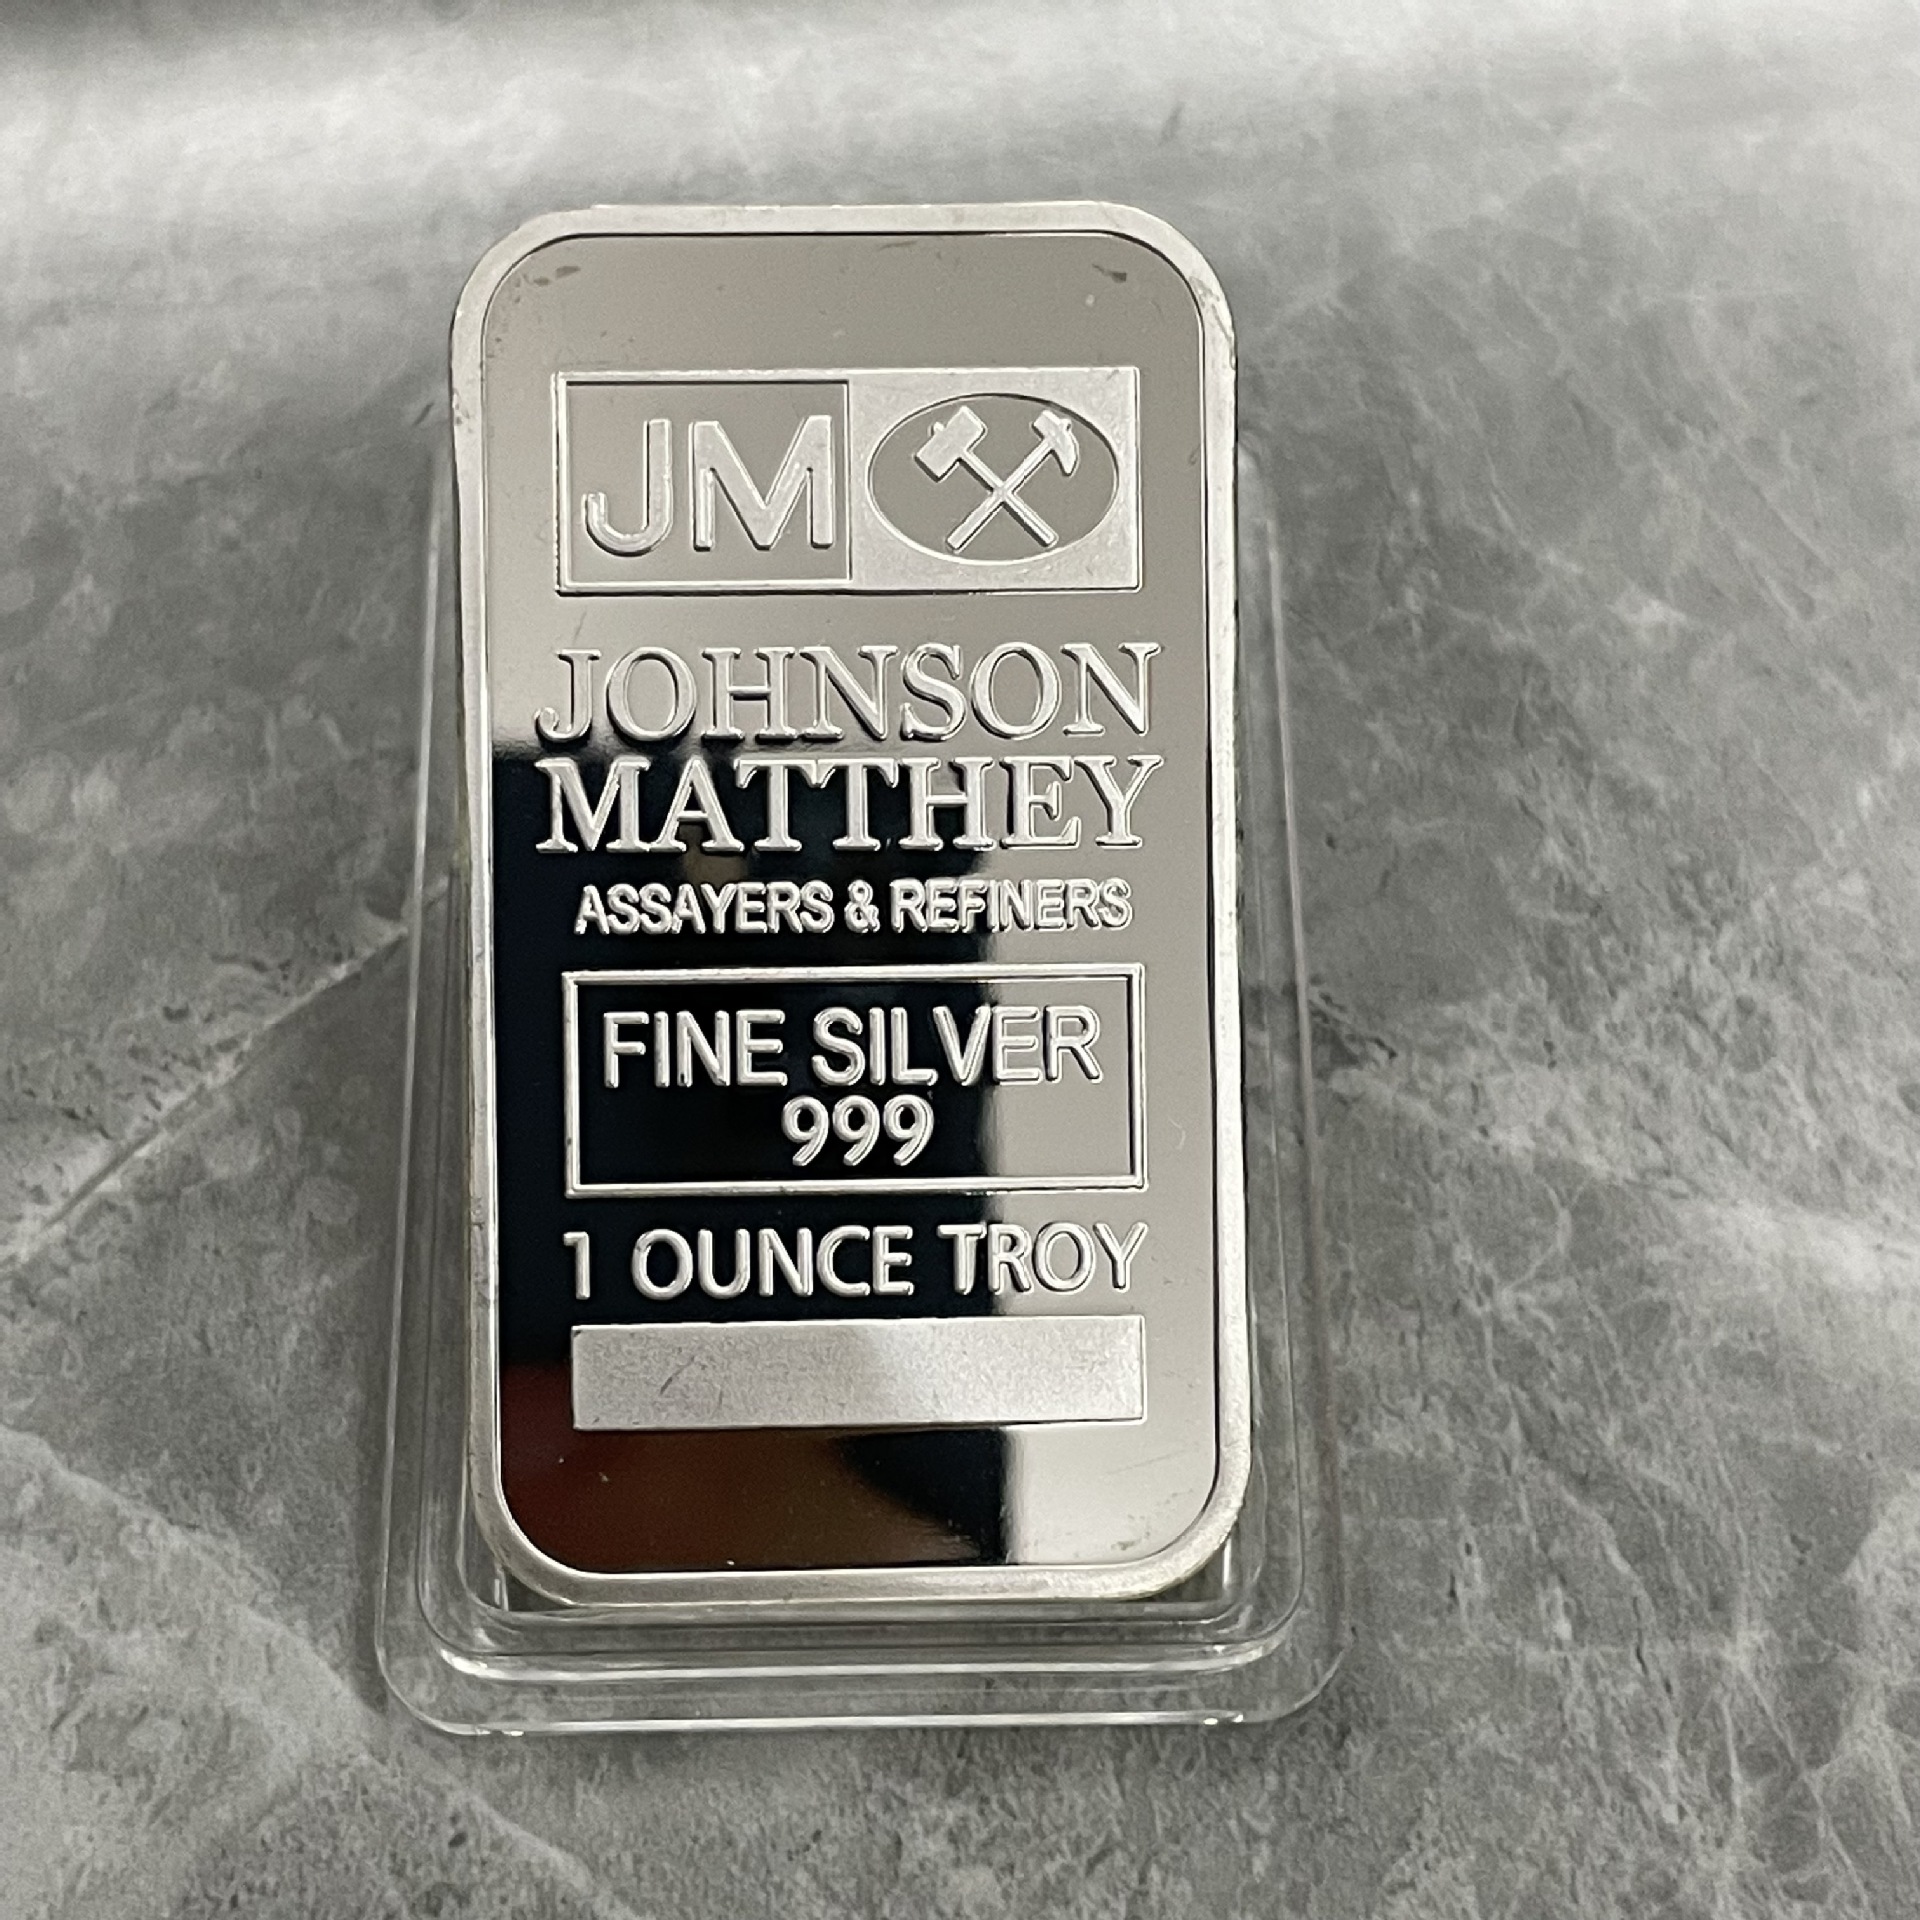 JM
JOHNSON
MATTHEY
ASSAYERS & REFINERS
FINE SILVER
999
1 OUNCE TROY